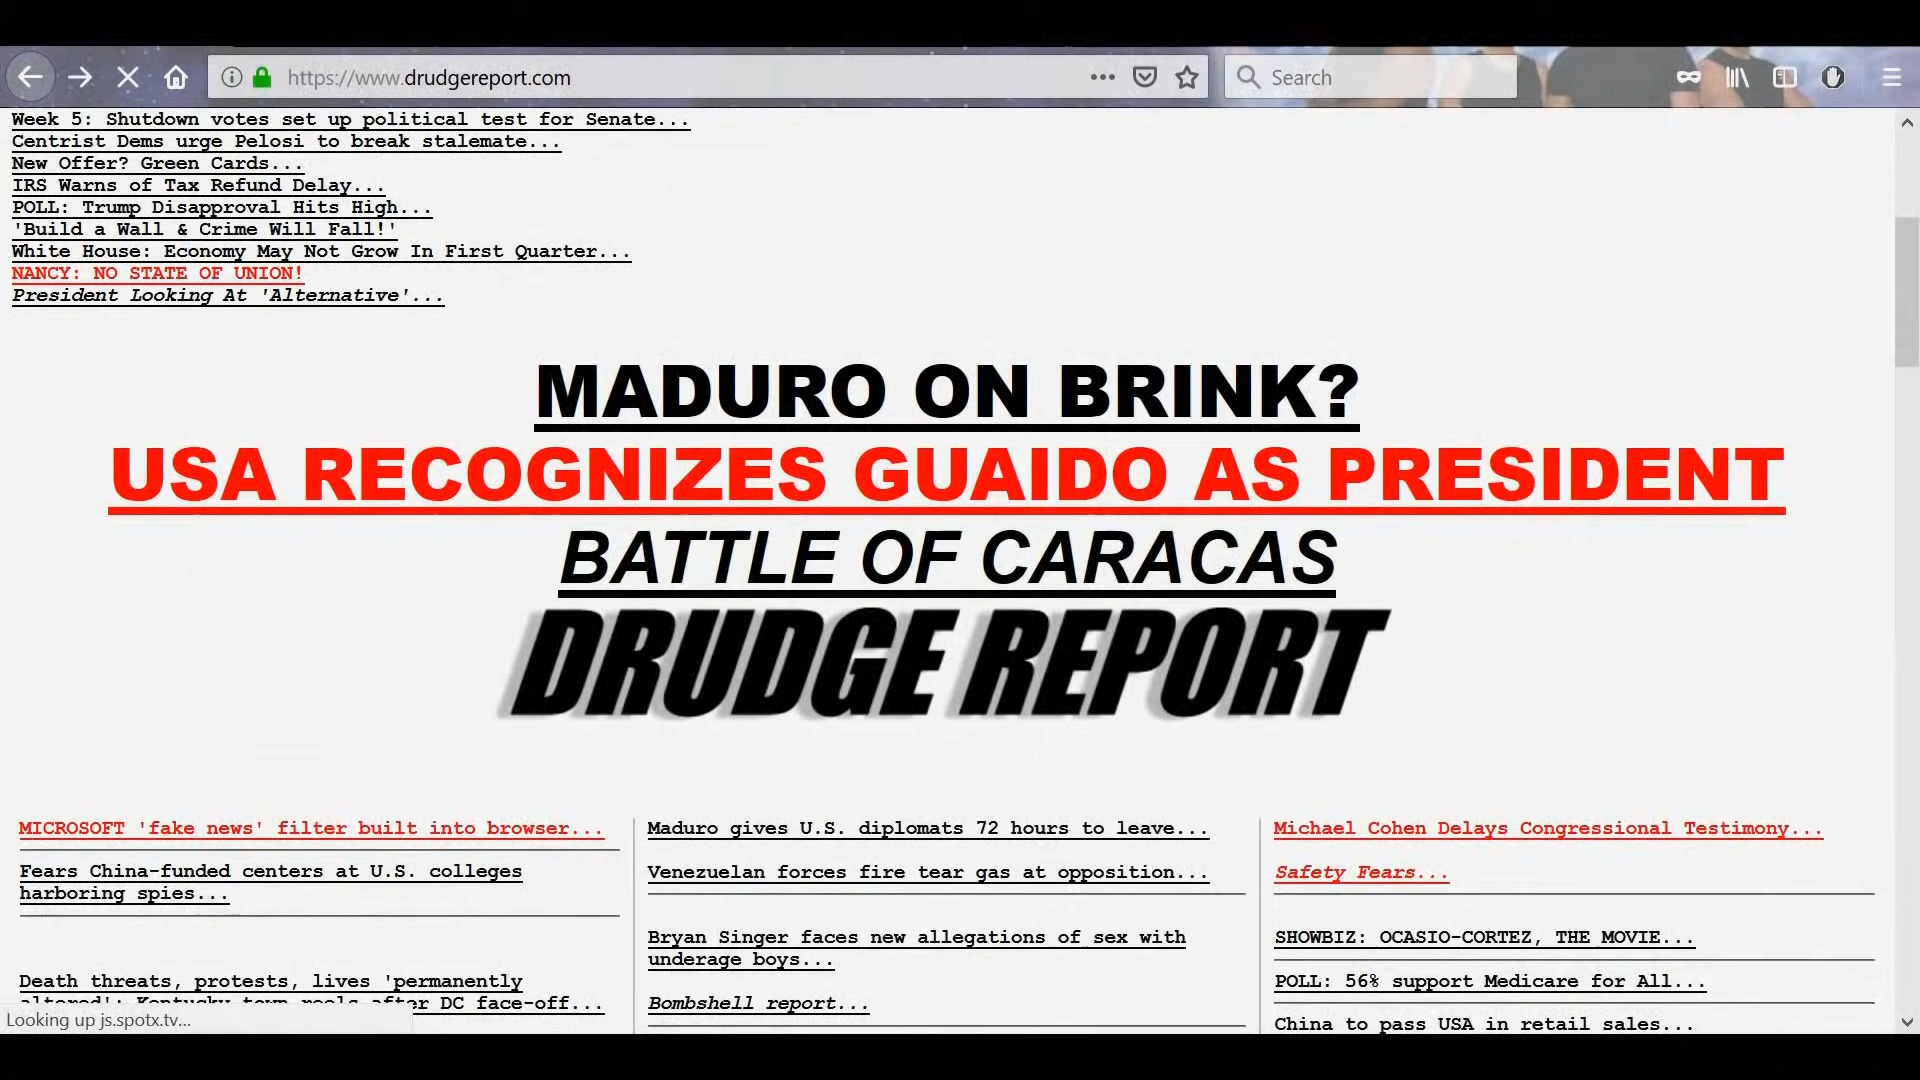 https://www.drudgereport.com
Search
Week 5: Shutdown votes set up political test for Senate...
Centrist Dems urge Pelosi to break stalemate...
New Offer? Green Cards...
IRS Warns of Tax Refund Delay...
POLL: Trump Disapproval Hits High...
'Build a Wall & Crime Will Fall!'
White House: Economy May Not Grow In First Quarter...
NANCY: NO STATE OF UNION!
President Looking At 'Alternative'...
MADURO ON BRINK?
USA RECOGNIZES GUAIDO AS PRESIDENT
BATTLE OF CARACAS
DRUDGE REPORT
MICROSOFT 'fake news' filter built into browser...
Fears China-funded centers at U.S. colleges
harboring spies...
Death threats, protests, lives 'permanently
altered': Kentucky town reels after DC face-off...
Maduro gives U.S. diplomats 72 hours to leave...
Venezuelan forces fire tear gas at opposition...
Bryan Singer faces new allegations of sex with
underage boys...
Bombshell report...
Michael Cohen Delays Congressional Testimony...
Safety Fears...
SHOWBIZ: OCASIO-CORTEZ, THE MOVIE...
POLL: 56% support Medicare for All...
China to pass USA in retail sales...
Looking up js.spotx.tv...